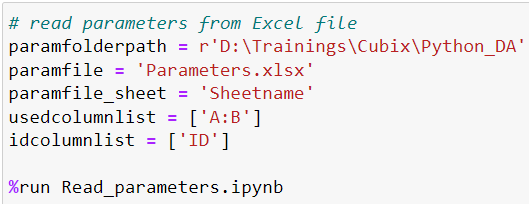 # read parameters from Excel file
paramfolderpath = r'D:\Trainings\Cubix\Python_DA'
paramfile = 'Parameters.xlsx'
paramfile_sheet = 'Sheetname'
usedcolumnlist = ['A:B']
idcolumnlist = ['ID']
%run Read_parameters.ipynb